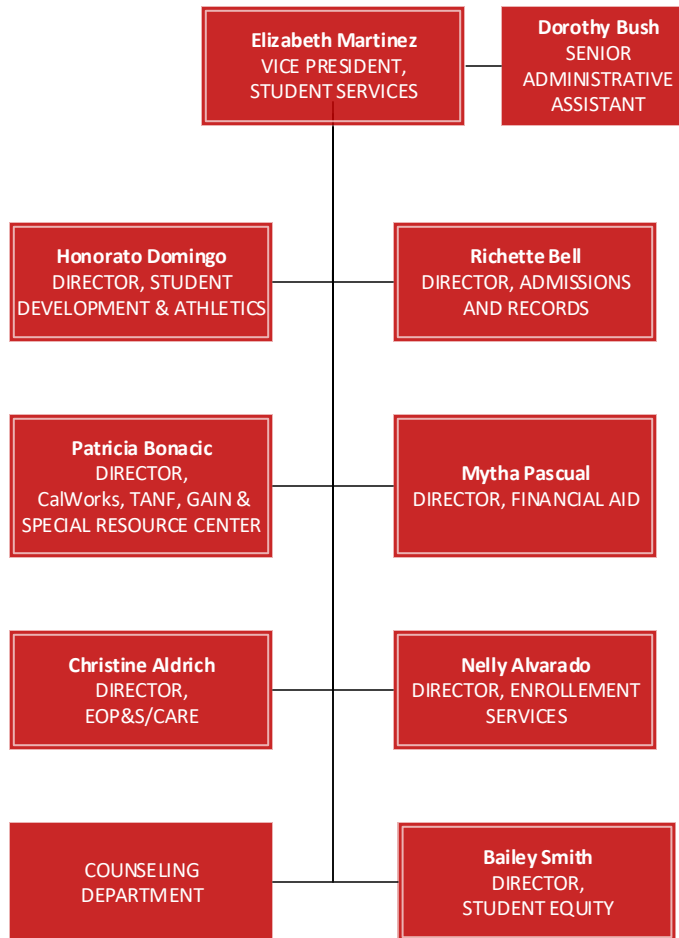 Elizabeth Martinez
VICE PRESIDENT,
STUDENT SERVICES
Dorothy Bush
SENIOR
ADMINISTRATIVE
ASSISTANT
Honorato Domingo
DIRECTOR, STUDENT
DEVELOPMENT & ATHLETICS
Richette Bell
DIRECTOR, ADMISSIONS
AND RECORDS
Patricia Bonacic
DIRECTOR,
CalWorks, TANF, GAIN &
SPECIAL RESOURCE CENTER
Mytha Pascual
DIRECTOR, FINANCIAL AID
Christine Aldrich
DIRECTOR,
EOP&S/CARE
Nelly Alvarado
DIRECTOR, ENROLLEMENT
SERVICES
COUNSELING
DEPARTMENT
Bailey Smith
DIRECTOR,
STUDENT EQUITY